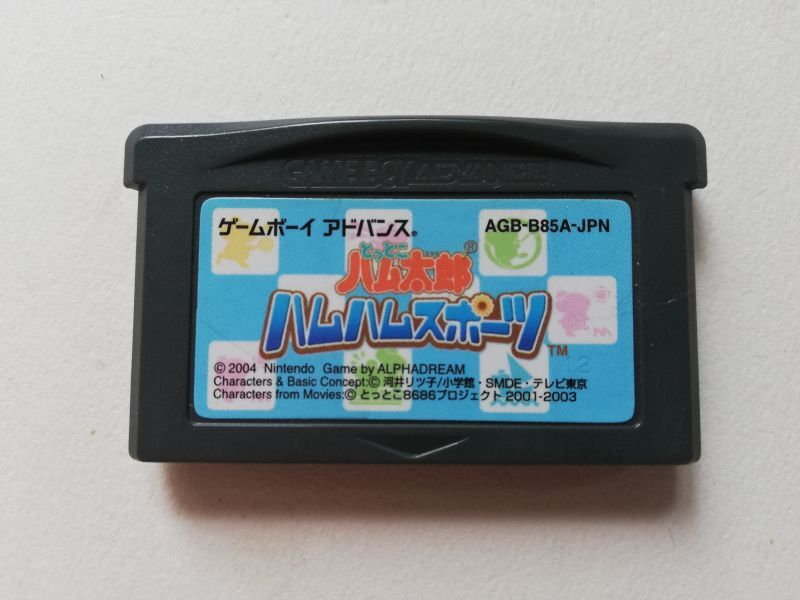 GAME BOY ADVANCE
ゲームボーイ アドバンス® AGB-B85A-JPN
とっとこ
ハム太郎®
ハムハムスポーツ™
12
© 2004 Nintendo Game by ALPHADREAM
Characters & Basic Concept:© 河井リツ子/小学館・SMDE・テレビ東京
Characters from Movies:© とっとこ8686プロジェクト 2001-2003